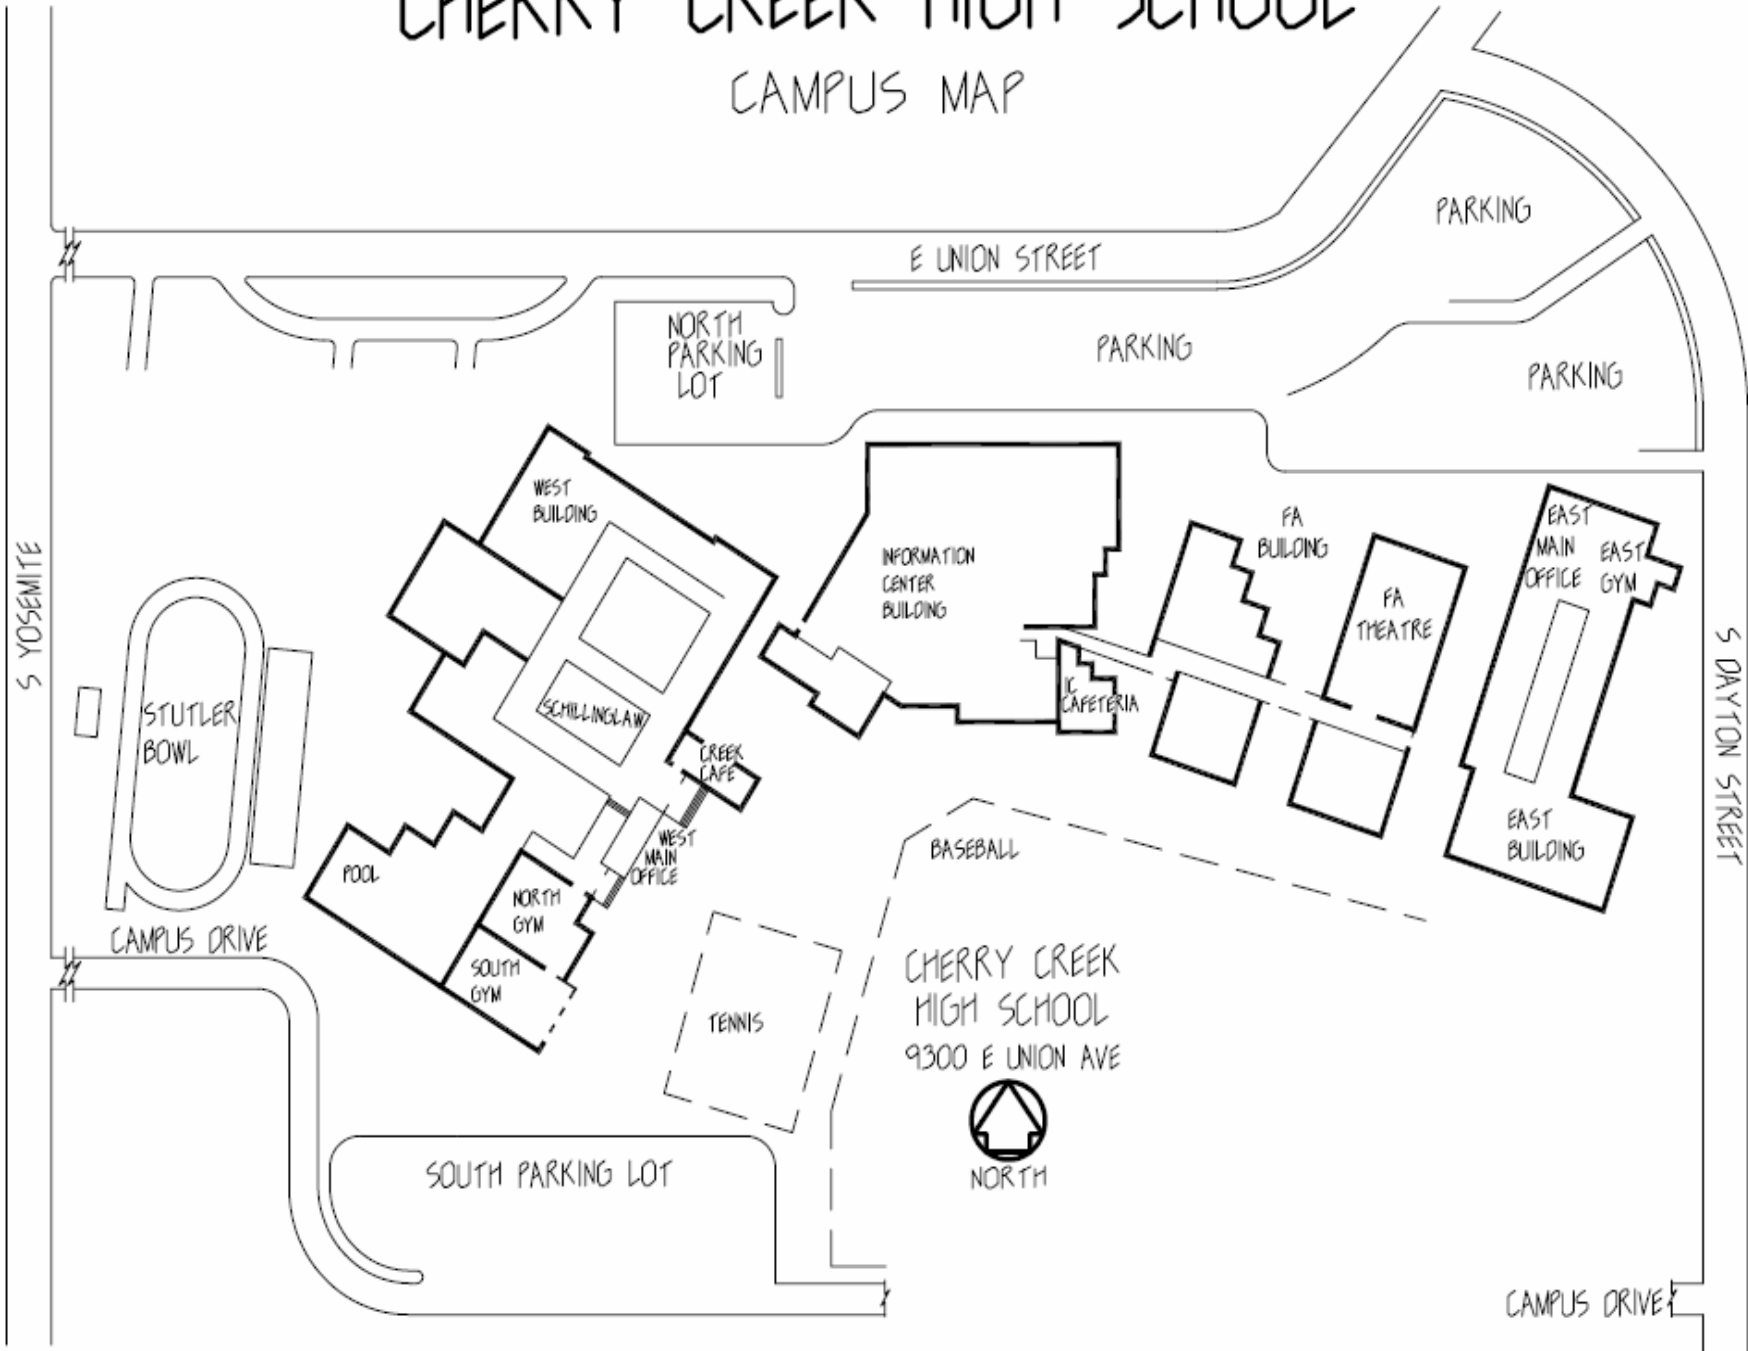 CHERRY CREEK HIGH SCHOOL
CAMPUS MAP
PARKING
E UNION STREET
NORTH
PARKING
LOT
PARKING
PARKING
WEST
BUILDING
INFORMATION
CENTER
BUILDING
FA
BUILDING
FA
THEATRE
EAST
MAIN
OFFICE
EAST
GYM
S YOSEMITE
STUTLER
BOWL
SCHILLINGLAW
IC
CAFETERIA
S DAYTON STREET
CREEK
CAFE
WEST
MAIN
OFFICE
BASEBALL
EAST
BUILDING
POOL
NORTH
GYM
SOUTH
GYM
CAMPUS DRIVE
TENNIS
CHERRY CREEK
HIGH SCHOOL
9300 E UNION AVE
NORTH
SOUTH PARKING LOT
CAMPUS DRIVE